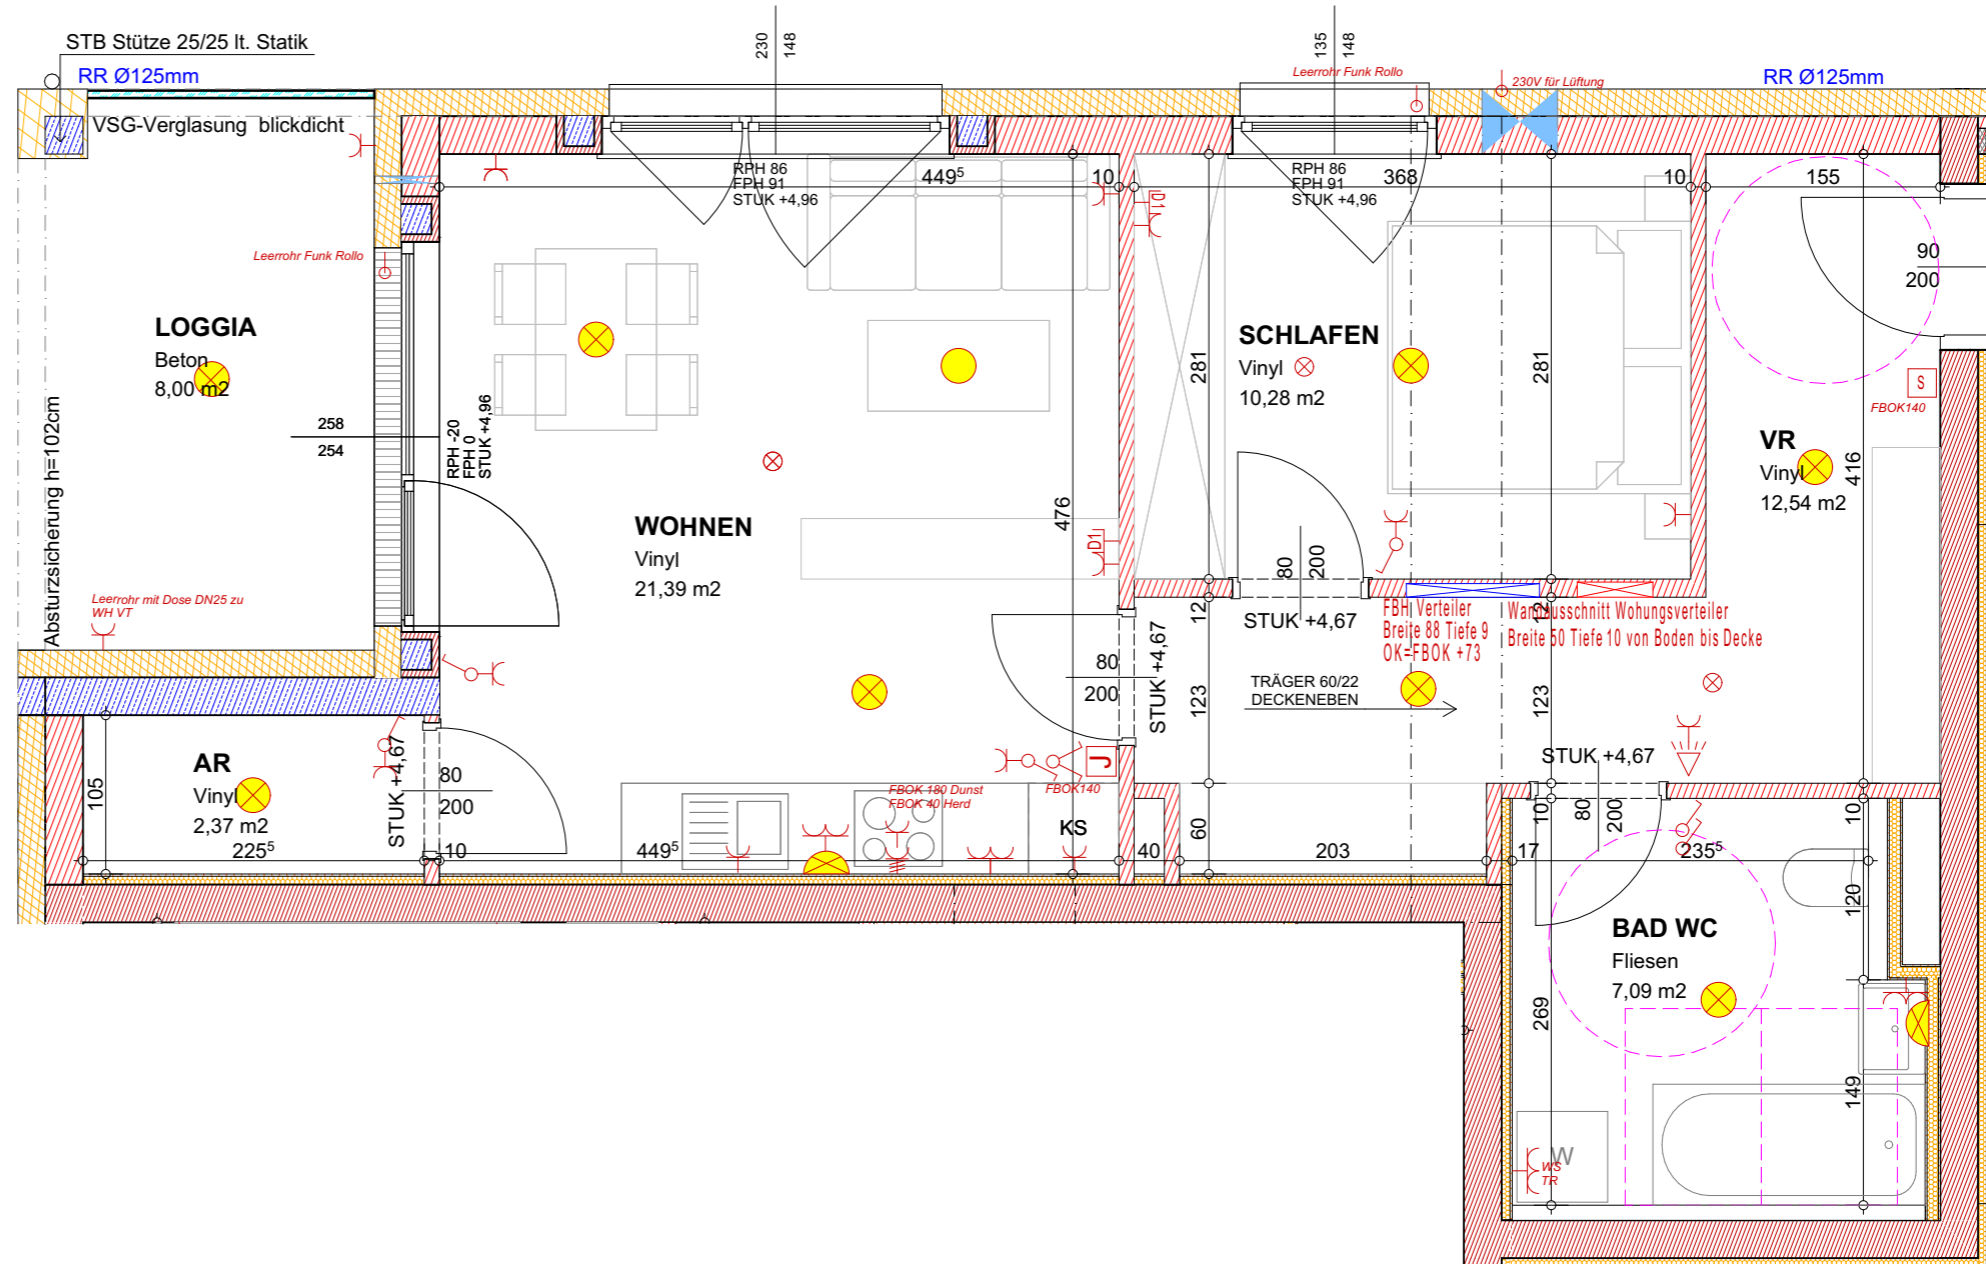 STB Stütze 25/25 lt. Statik
RR Ø125mm
VSG-Verglasung blickdicht
230
148
135
148
Leerrohr Funk Rollo
230V für Lüftung
RR Ø125mm
RPH 86
FPH 91
STUK +4,96
449⁵
10
RPH 86
FPH 91
STUK +4,96
368
10
155
D1
Leerrohr Funk Rollo
90
200
LOGGIA
Beton
8,00 m2
258
254
RPH -20
FPH 0
STUK +4,96
Absturzsicherung h=102cm
SCHLAFEN
Vinyl
10,28 m2
281
281
S
FBOK140
VR
Vinyl
12,54 m2
416
WOHNEN
Vinyl
21,39 m2
476
D1
80
200
STUK +4,67
12
12
FBH Verteiler
Breite 88 Tiefe 9
OK=FBOK +73
Wandausschnitt Wohungsverteiler
Breite 50 Tiefe 10 von Boden bis Decke
Leerrohr mit Dose DN25 zu
WH VT
80
200
STUK +4,67
TRÄGER 60/22
DECKENEBEN
123
123
STUK +4,67
AR
Vinyl
2,37 m2
105
225⁵
STUK +4,67
80
200
10
449⁵
FBOK 180 Dunst
FBOK 40 Herd
J
FBOK140
KS
40
60
203
17
10
80
200
235⁵
10
120
BAD WC
Fliesen
7,09 m2
269
149
W
WS
TR